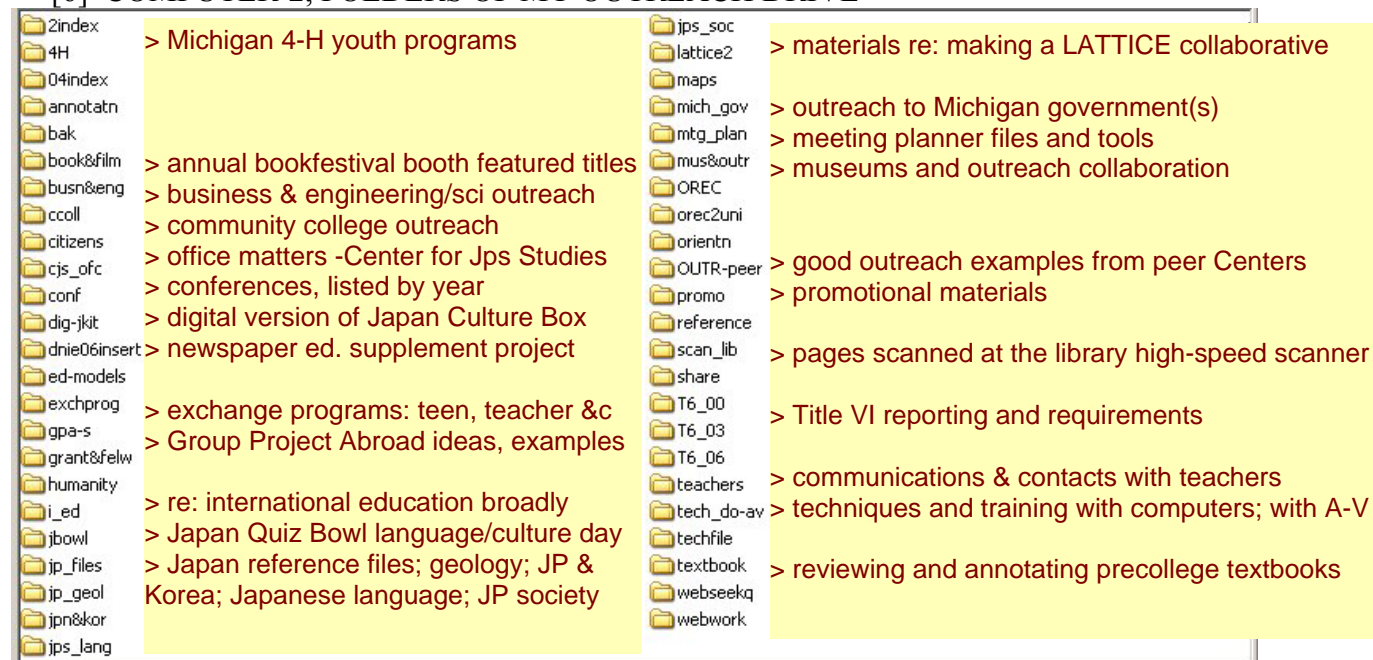 2index
4H
04index
annotatn
bak
book&film
busn&eng
ccoll
citizens
cjs_ofc
conf
dig-jkit
dnie06insert
ed-models
exchprog
gpa-s
grant&felw
humanity
i_ed
jbowl
jp_files
jp_geol
jpn&kor
jps_lang
> Michigan 4-H youth programs
> annual bookfestival booth featured titles
> business & engineering/sci outreach
> community college outreach
> office matters -Center for Jps Studies
> conferences, listed by year
> digital version of Japan Culture Box
> newspaper ed. supplement project
> exchange programs: teen, teacher &c
> Group Project Abroad ideas, examples
> re: international education broadly
> Japan Quiz Bowl language/culture day
> Japan reference files; geology; JP &
Korea; Japanese language; JP society
jps_soc
lattice2
maps
mich_gov
mtg_plan
mus&outr
OREC
orec2uni
orientn
OUTR-peer
promo
reference
scan_lib
share
T6_00
T6_03
T6_06
teachers
tech_do-av
techfile
textbook
webseekq
webwork
> materials re: making a LATTICE collaborative
> outreach to Michigan government(s)
> meeting planner files and tools
> museums and outreach collaboration
> good outreach examples from peer Centers
> promotional materials
> pages scanned at the library high-speed scanner
> Title VI reporting and requirements
> communications & contacts with teachers
> techniques and training with computers; with A-V
> reviewing and annotating precollege textbooks